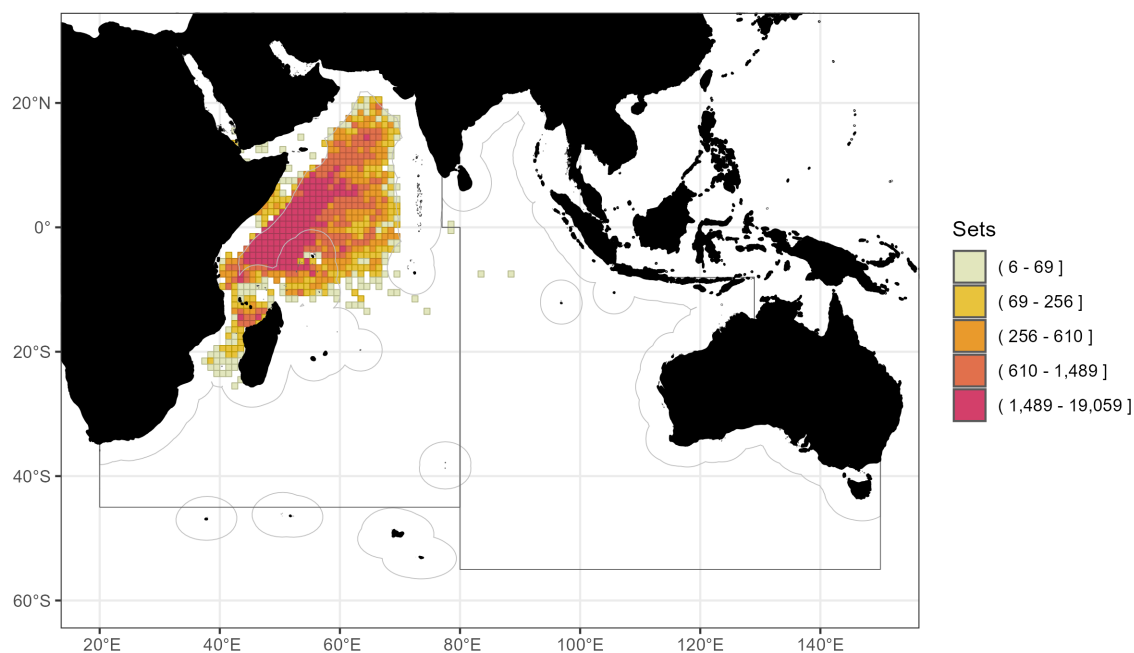 20°N
0°
20°S
40°S
60°S
20°E
40°E
60°E
80°E
100°E
120°E
140°E
Sets
( 6 - 69 ]
( 69 - 256 ]
( 256 - 610 ]
( 610 - 1,489 ]
( 1,489 - 19,059 ]